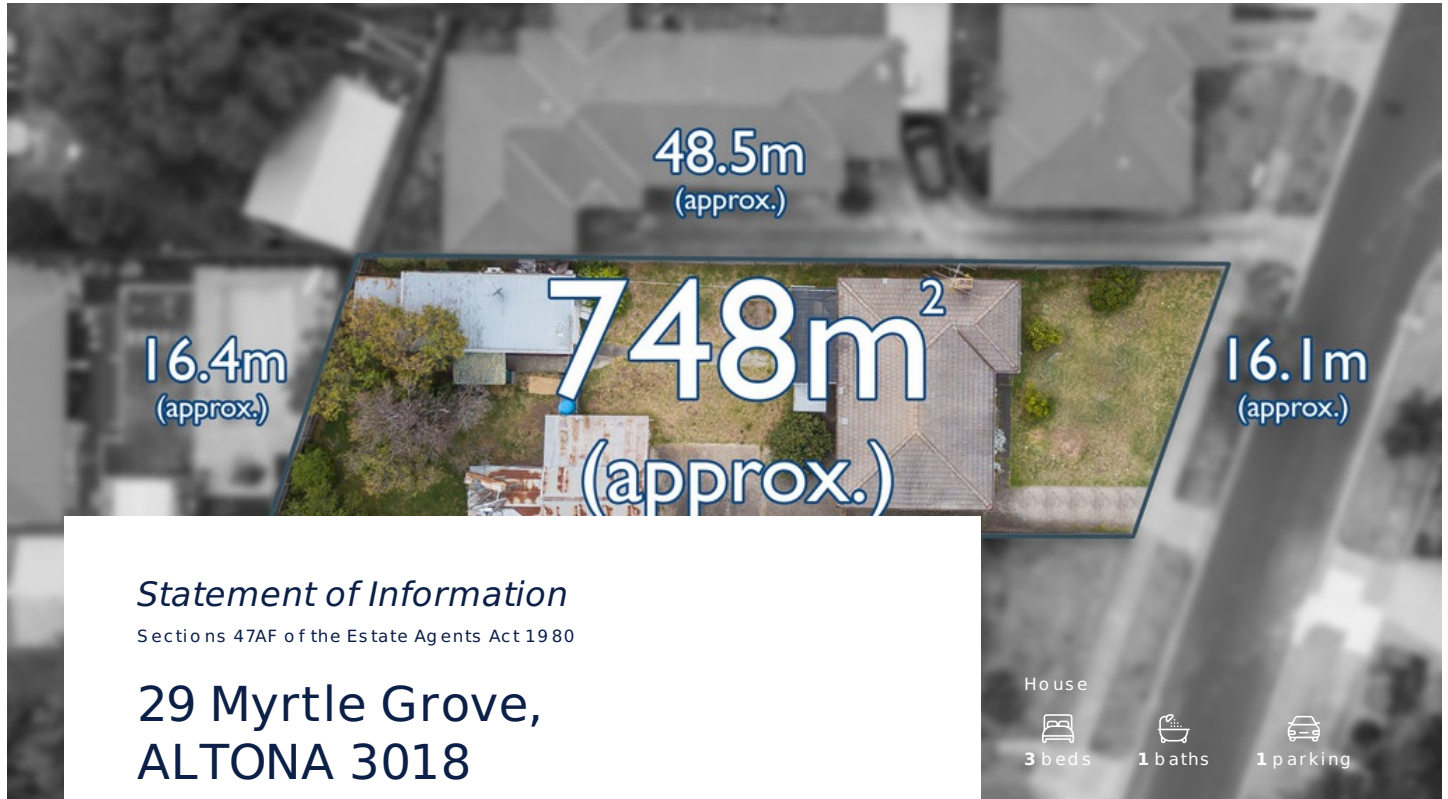 48.5m
(approx.)
748m²
(approx.)
16.4m
(approx.)
16.1m
(approx.)
Statement of Information
Sections 47AF of the Estate Agents Act 1980
29 Myrtle Grove,
ALTONA 3018
House
3 beds 1 baths 1 parking